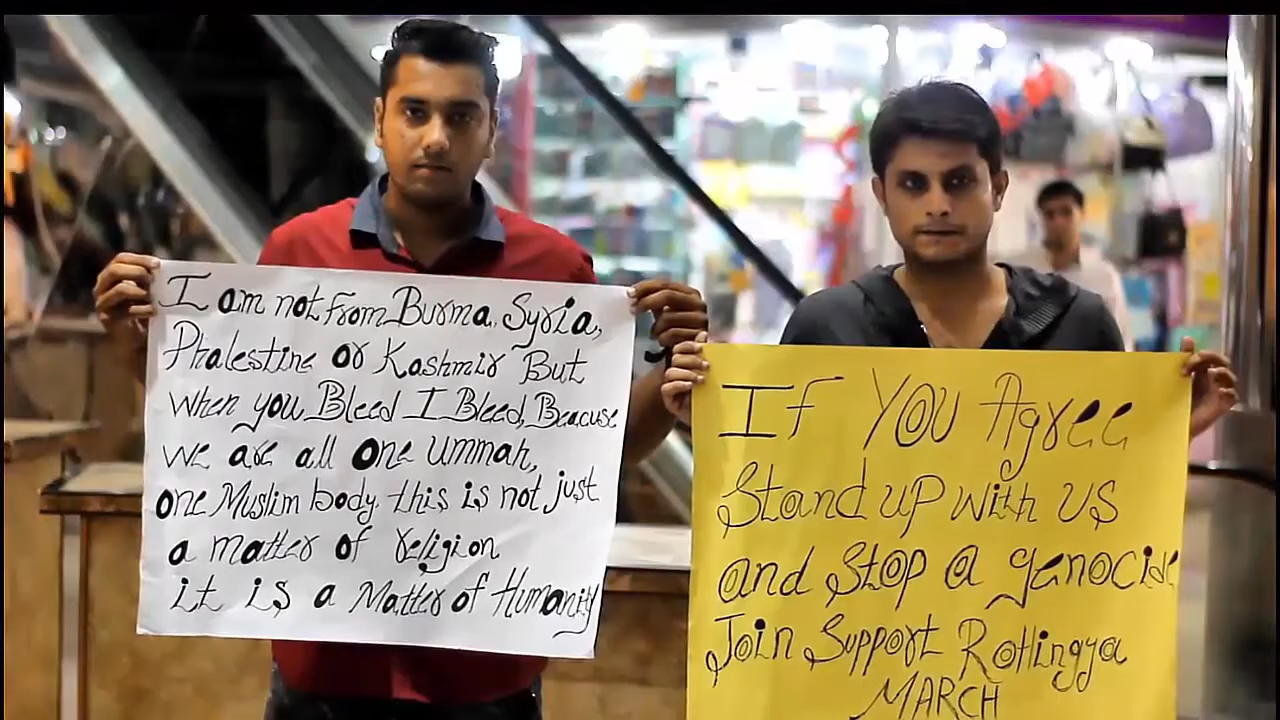 I am not from Burma, Syria,
Phalestine or Kashmir But
when you Bleed I Bleed, Beacuse
we are all One ummah,
one Muslim body. this is not just
a matter of religion
it is a Matter of Humanity
If YOU Agree
Stand up with us
and Stop a genocide
Join Support Rohingya
MARCH